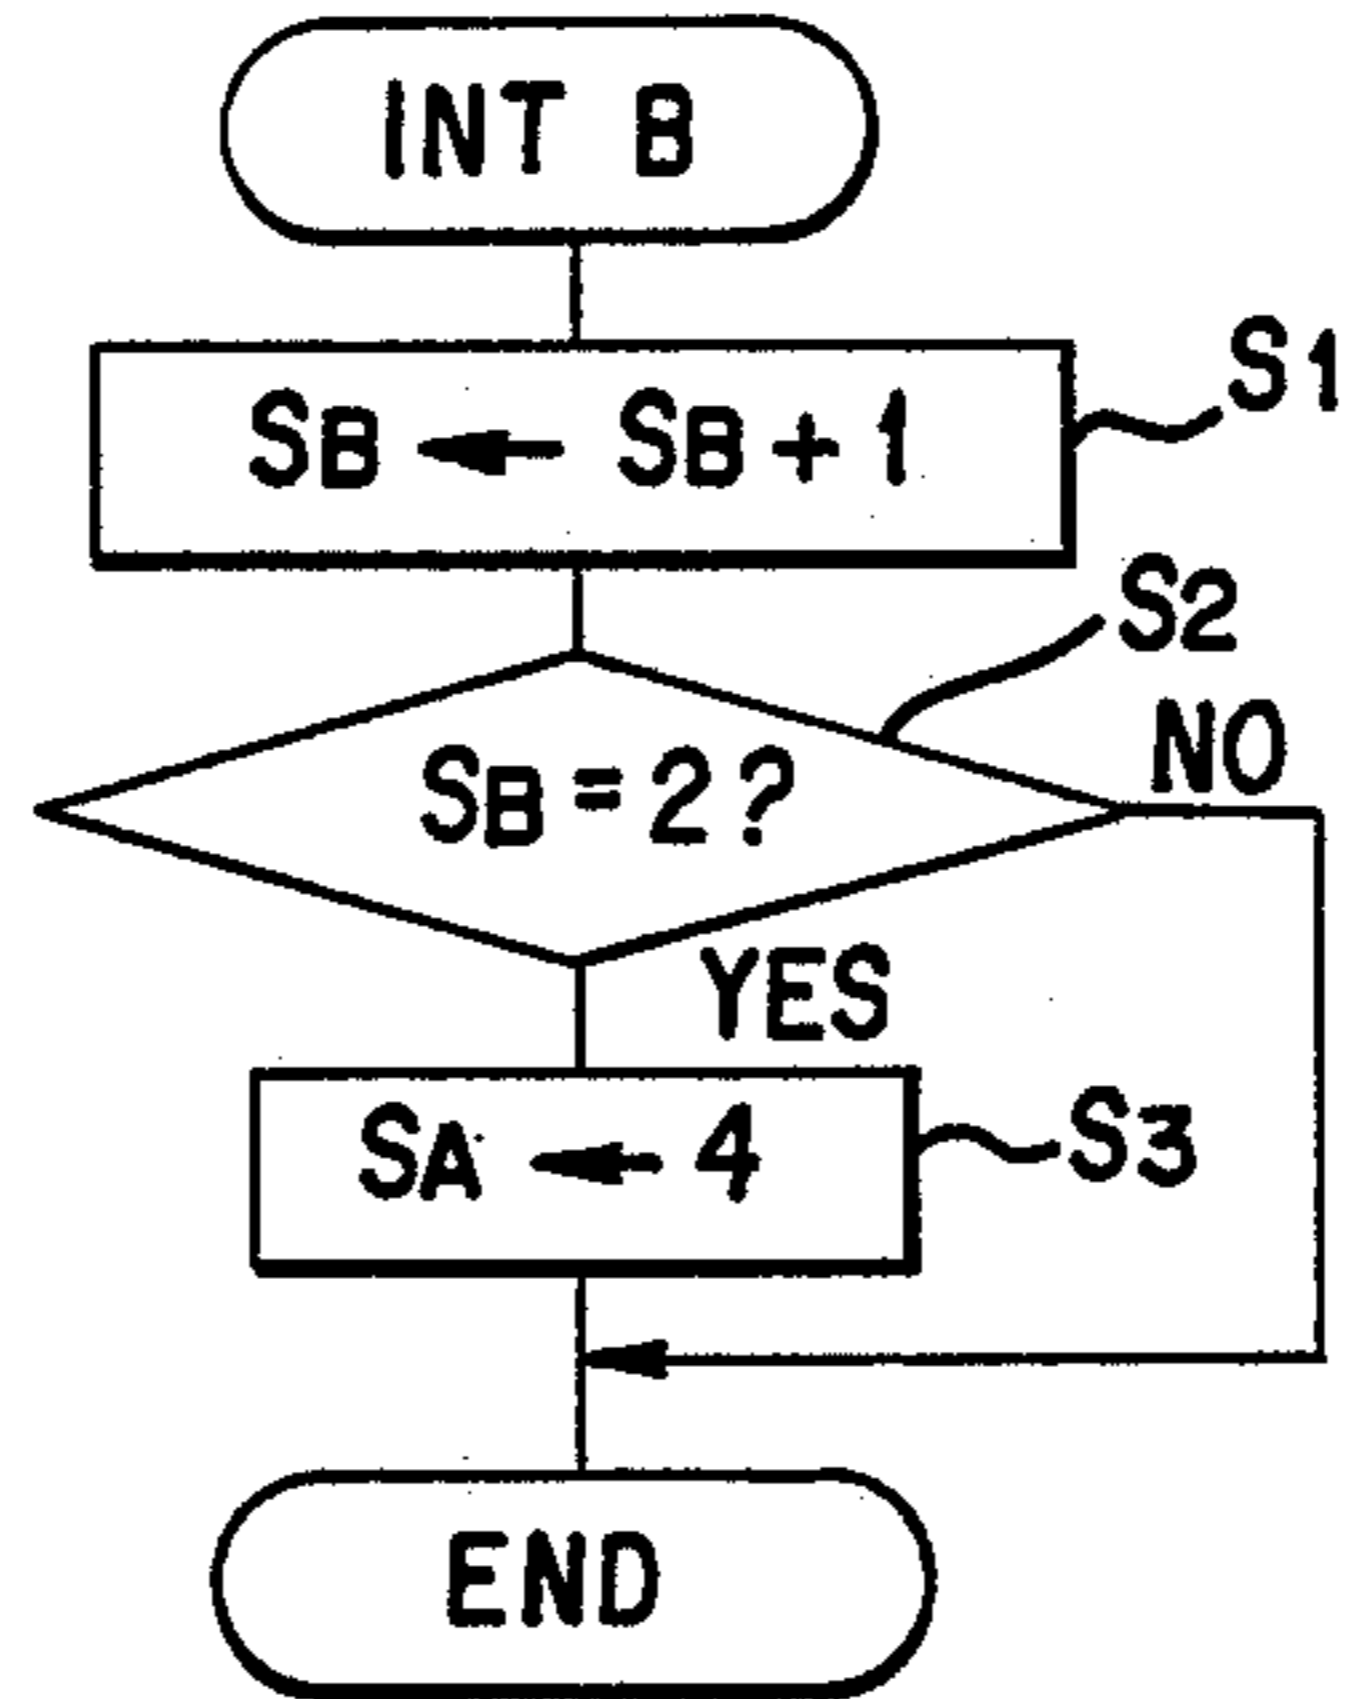 INT B
SB ← SB + 1
S1
S2
SB = 2?
NO
YES
SA ← 4
S3
END